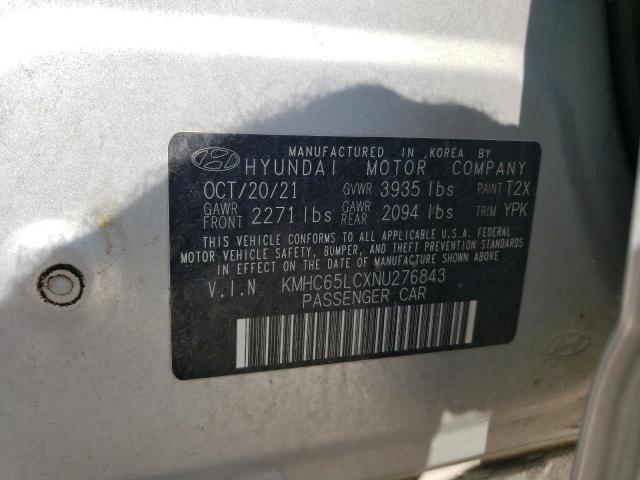 MANUFACTURED IN KOREA BY
HYUNDAI MOTOR COMPANY
OCT/20/21 GVWR 3935 lbs PAINT T2X
GAWR FRONT 2271 lbs GAWR REAR 2094 lbs TRIM YPK
THIS VEHICLE CONFORMS TO ALL APPLICABLE U.S.A. FEDERAL
MOTOR VEHICLE SAFETY, BUMPER, AND THEFT PREVENTION STANDARDS
IN EFFECT ON THE DATE OF MANUFACTURE SHOWN ABOVE.
V.I.N KMHC65LCXNU276843
PASSENGER CAR